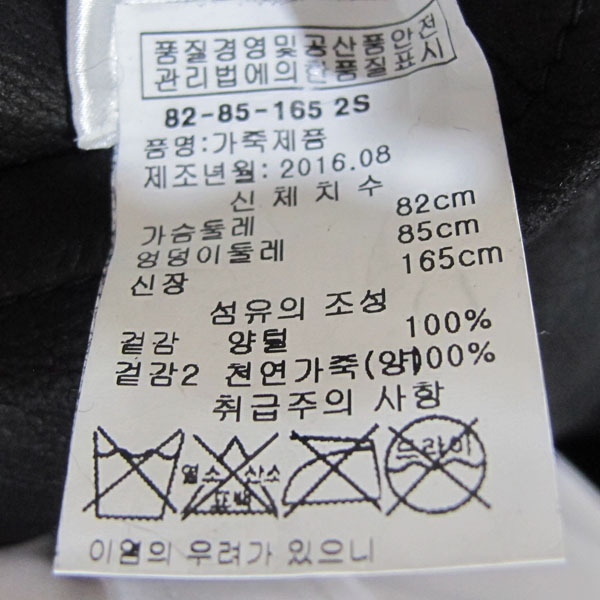 품질경영및공산품안전
관리법에의한품질표시
82-85-165 2S
품명:가죽제품
제조년월: 2016.08
신체치수
가슴둘레 82cm
엉덩이둘레 85cm
신장 165cm
섬유의 조성
겉감 양털 100%
겉감2 천연가죽(양)100%
취급주의 사항
염소 산소 표백
드라이
이염의 우려가 있으니